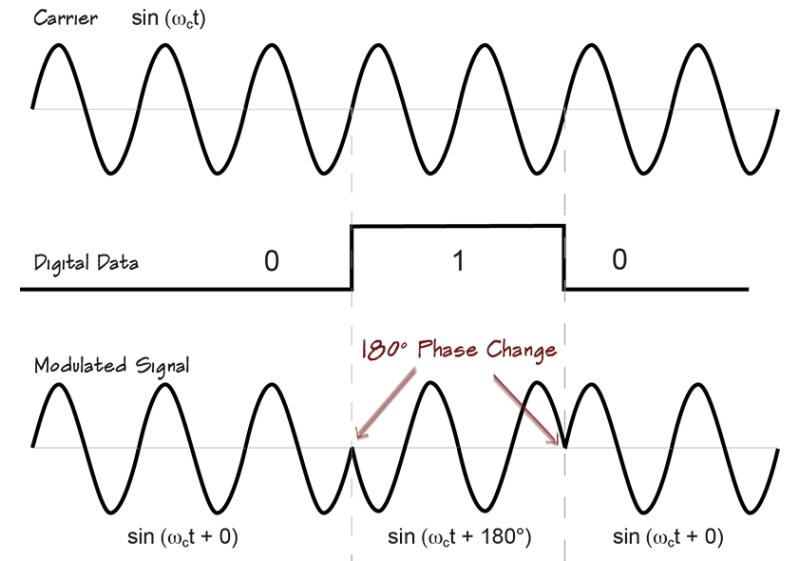 Carrier sin (ωct)
Digital Data 0 1 0
180° Phase Change
Modulated Signal
sin (ωct + 0) sin (ωct + 180°) sin (ωct + 0)